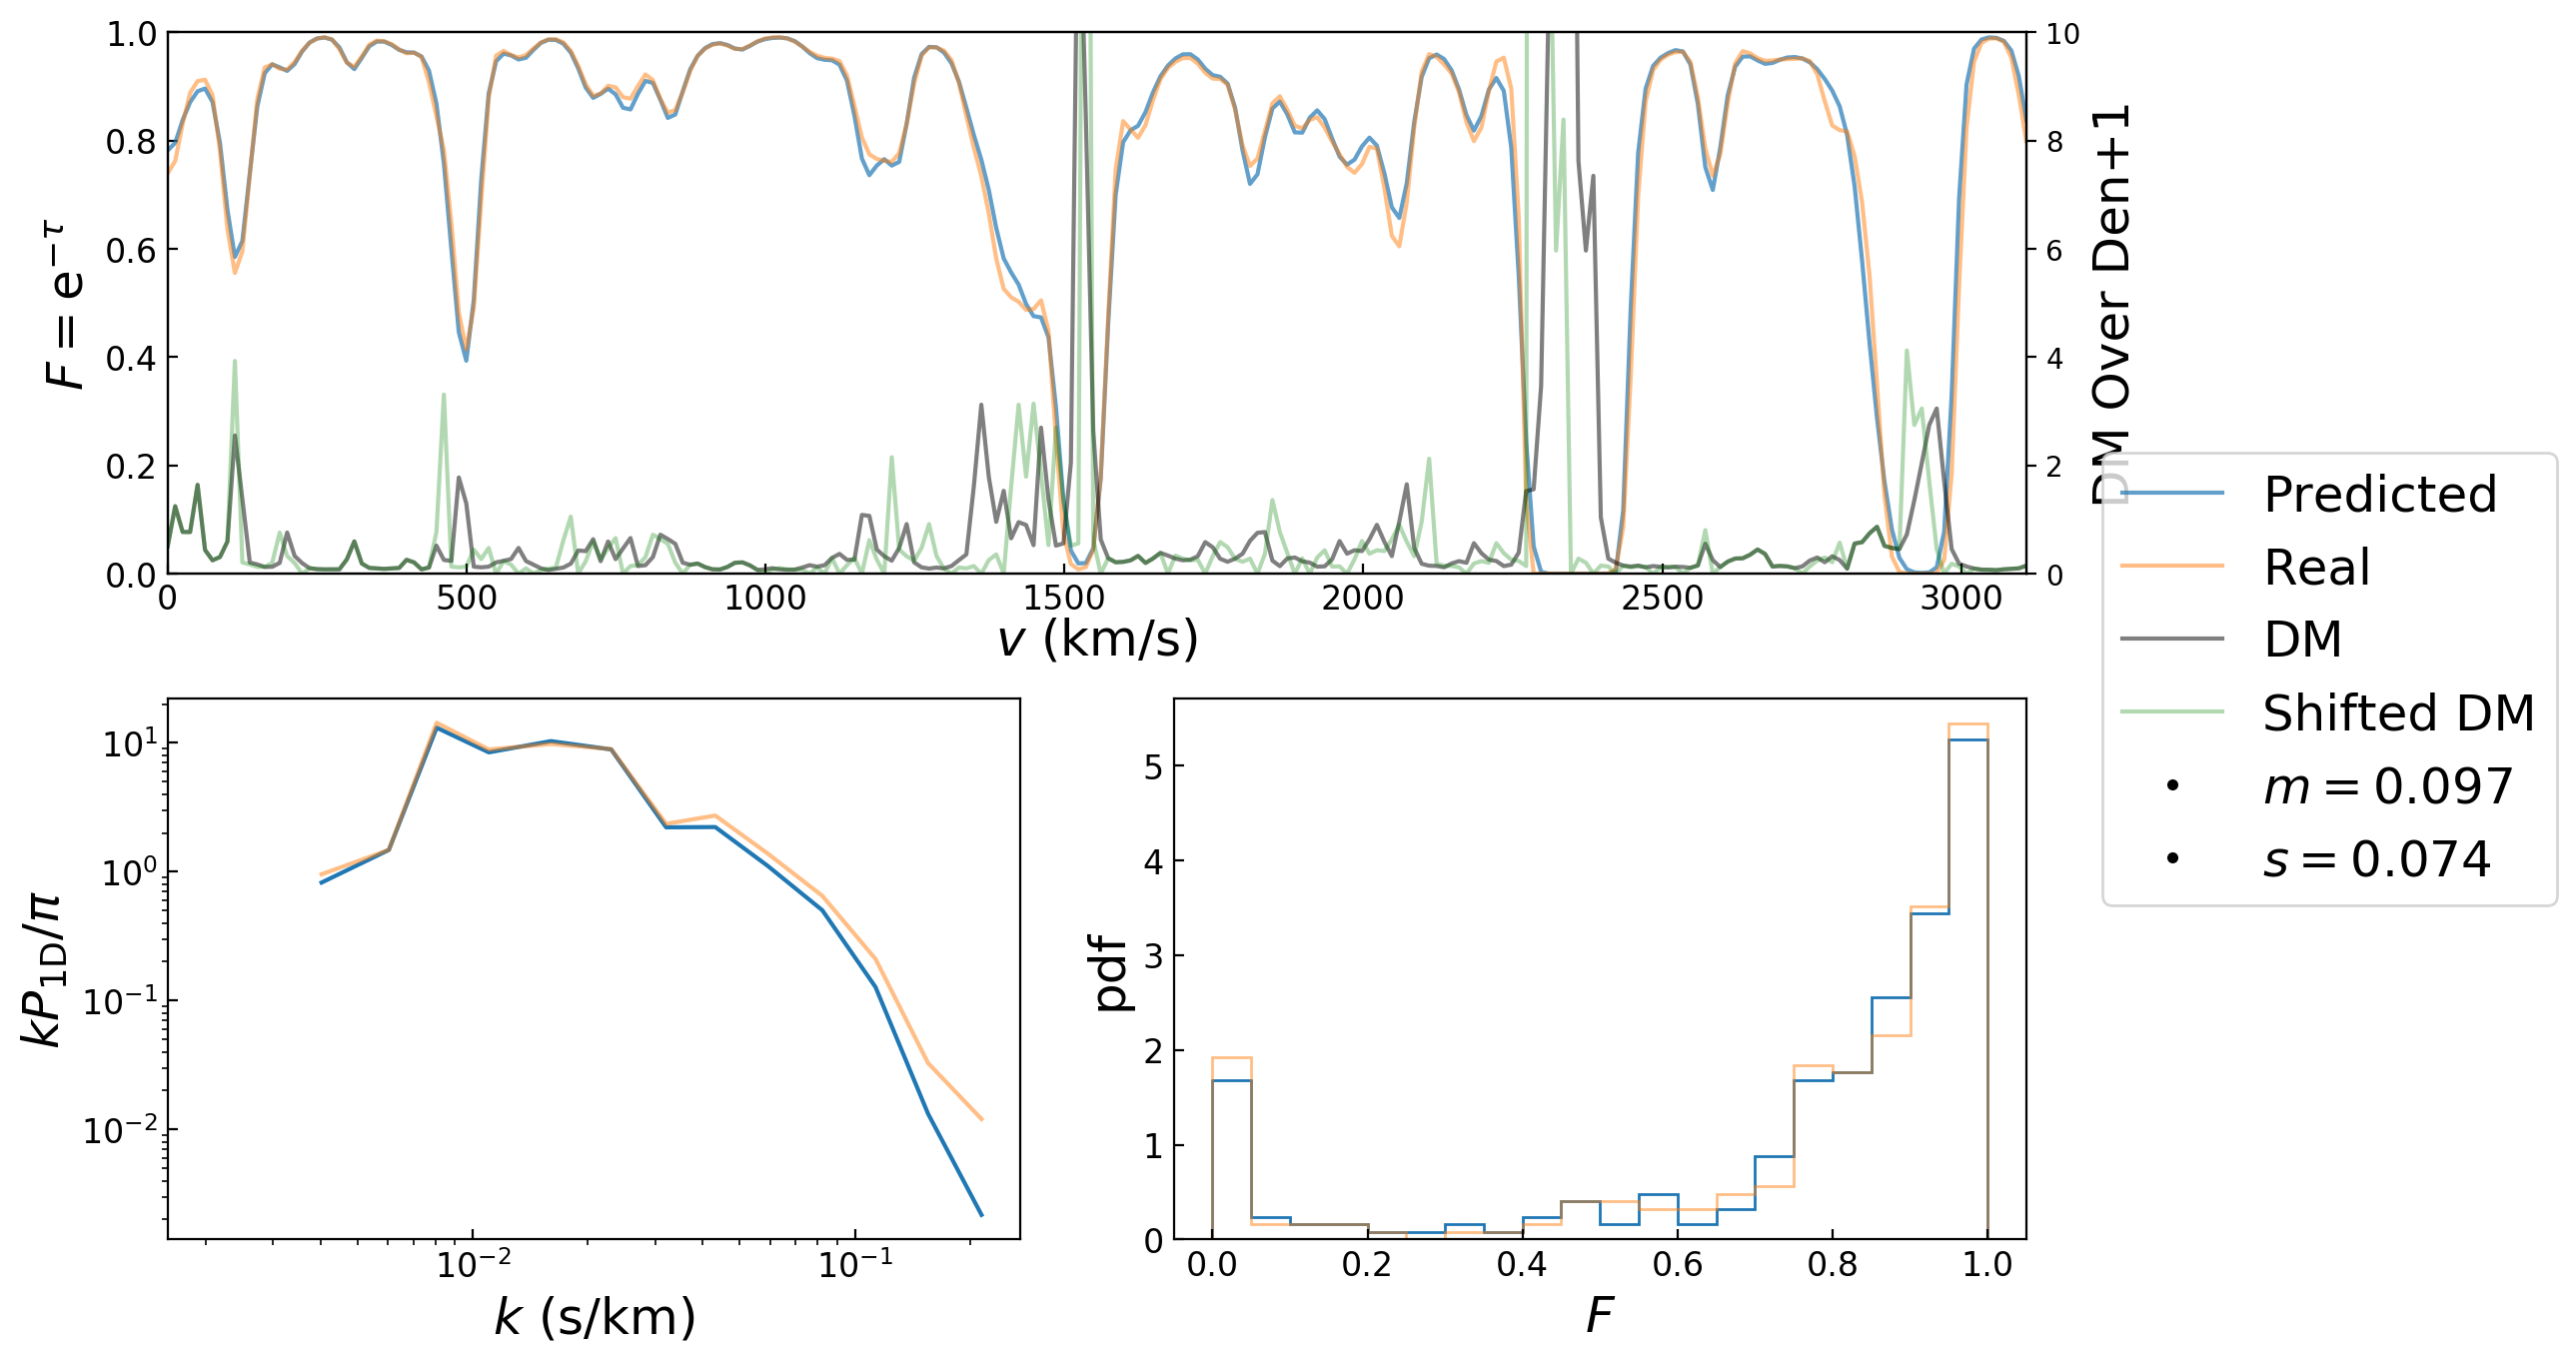 1.0
0.8
0.6
0.4
0.2
0.0
F = e^{−τ}
10
8
6
4
2
0
DM Over Den+1
0 500 1000 1500 2000 2500 3000
v (km/s)
Predicted
Real
DM
Shifted DM
m = 0.097
s = 0.074
10^1
10^0
10^{−1}
10^{−2}
kP_{1D}/π
10^{−2} 10^{−1}
k (s/km)
5
4
3
2
1
0
pdf
0.0 0.2 0.4 0.6 0.8 1.0
F